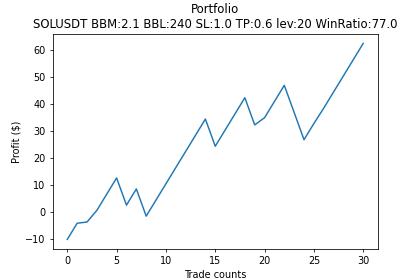 Portfolio
SOLUSDT BBM:2.1 BBL:240 SL:1.0 TP:0.6 lev:20 WinRatio:77.0
60
50
40
30
20
10
0
−10
Profit ($)
0 5 10 15 20 25 30
Trade counts